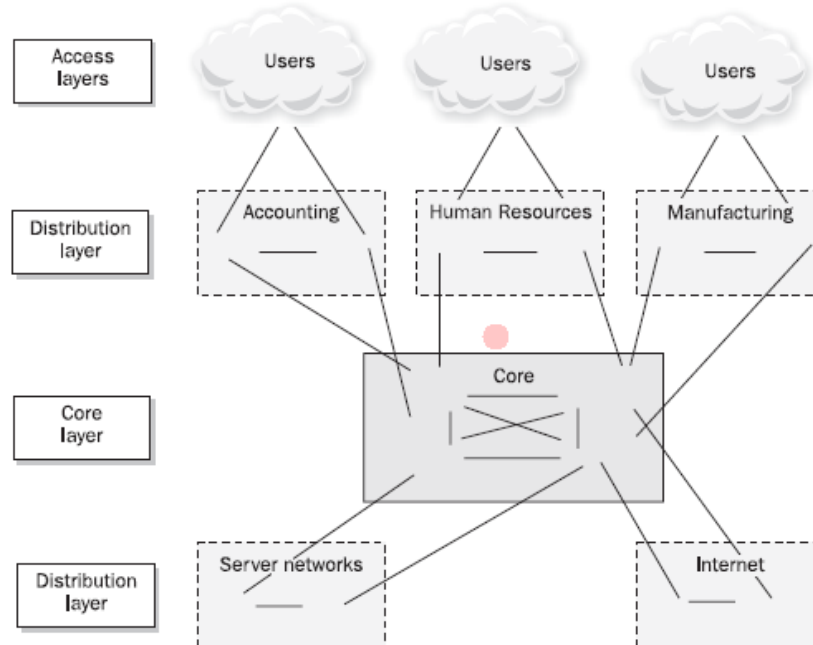 Access
layers
Users
Users
Users
Distribution
layer
Accounting
Human Resources
Manufacturing
Core
layer
Core
Distribution
layer
Server networks
Internet